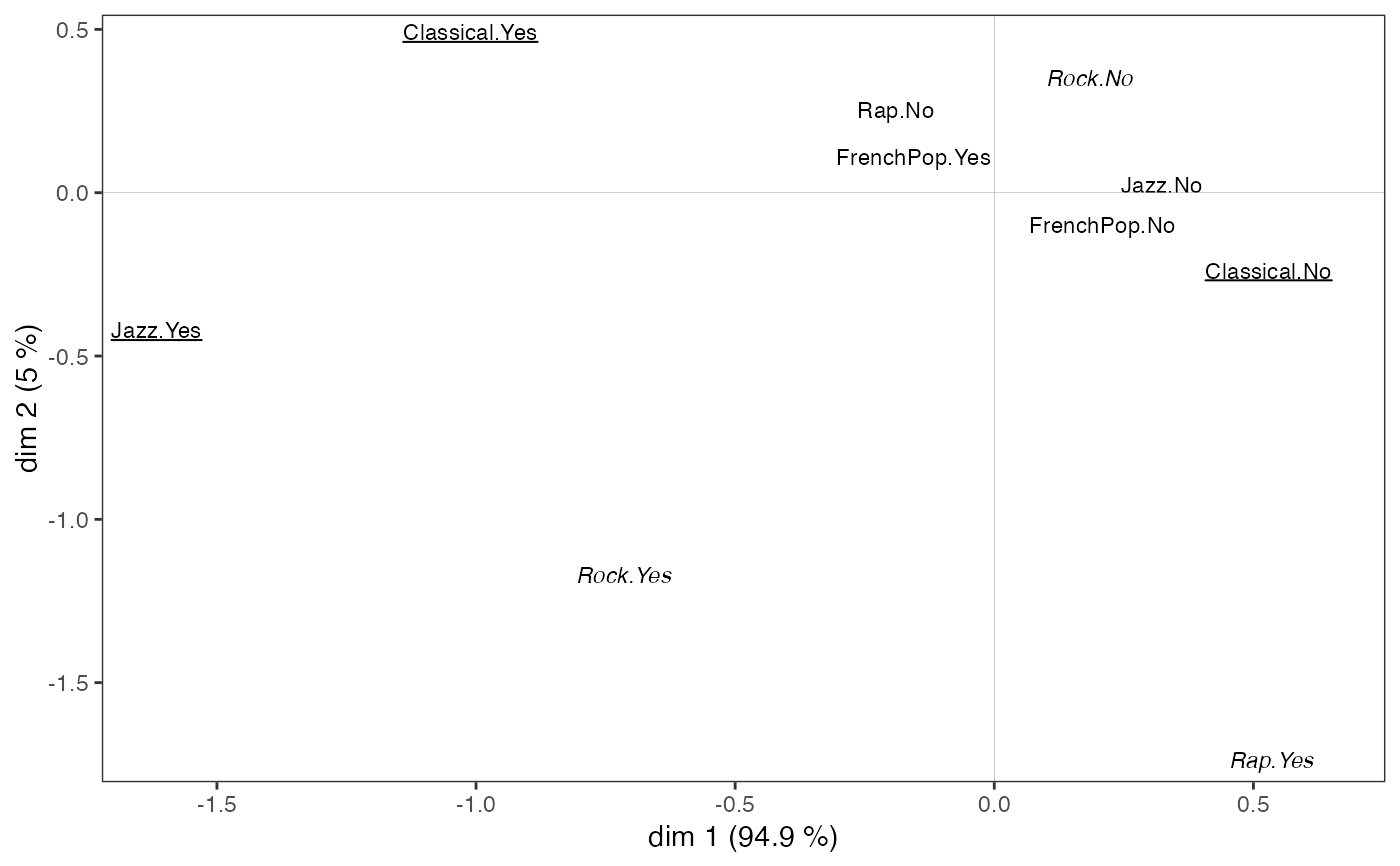 0.5
Classical.Yes
Rock.No
Rap.No
FrenchPop.Yes
0.0
Jazz.No
FrenchPop.No
Classical.No
Jazz.Yes
-0.5
dim 2 (5 %)
-1.0
Rock.Yes
-1.5
Rap.Yes
-1.5 -1.0 -0.5 0.0 0.5
dim 1 (94.9 %)